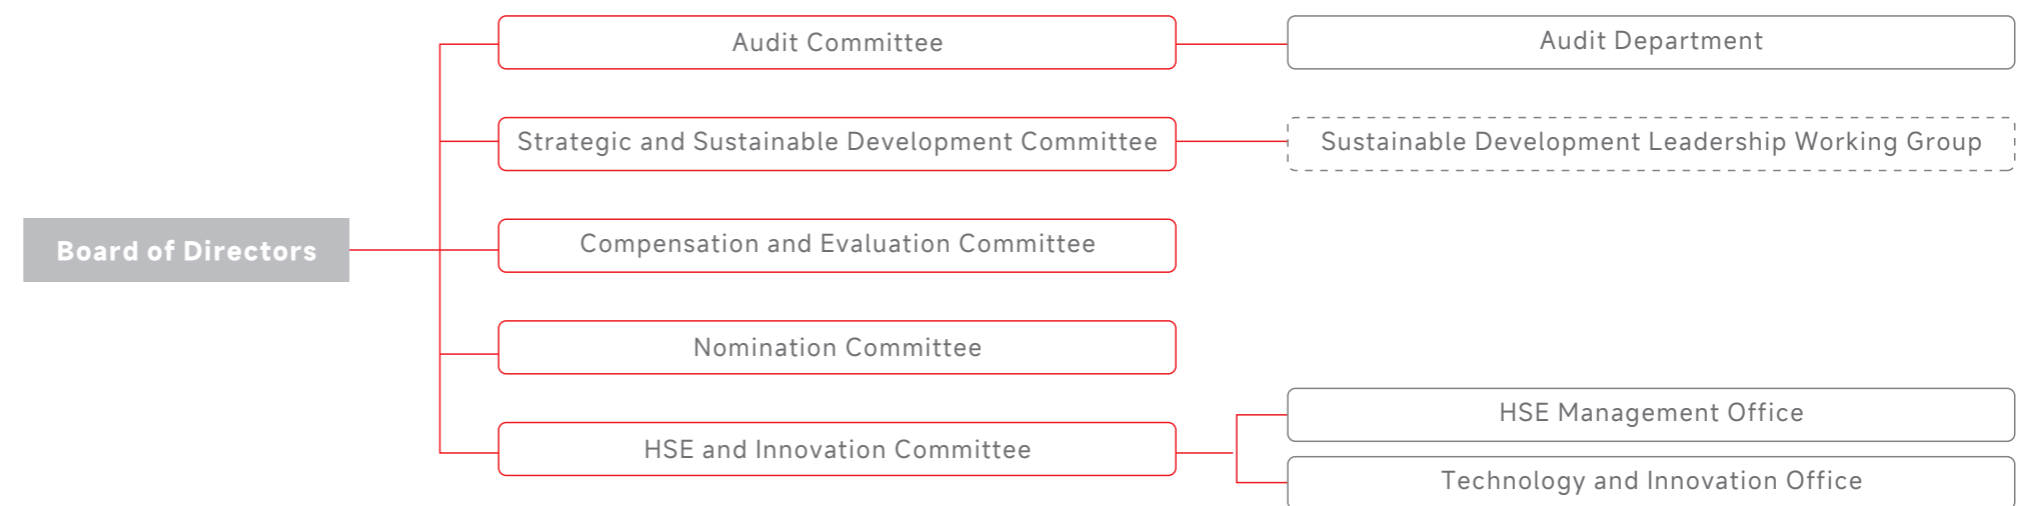 Audit Committee
Audit Department
Strategic and Sustainable Development Committee
Sustainable Development Leadership Working Group
Board of Directors
Compensation and Evaluation Committee
Nomination Committee
HSE and Innovation Committee
HSE Management Office
Technology and Innovation Office